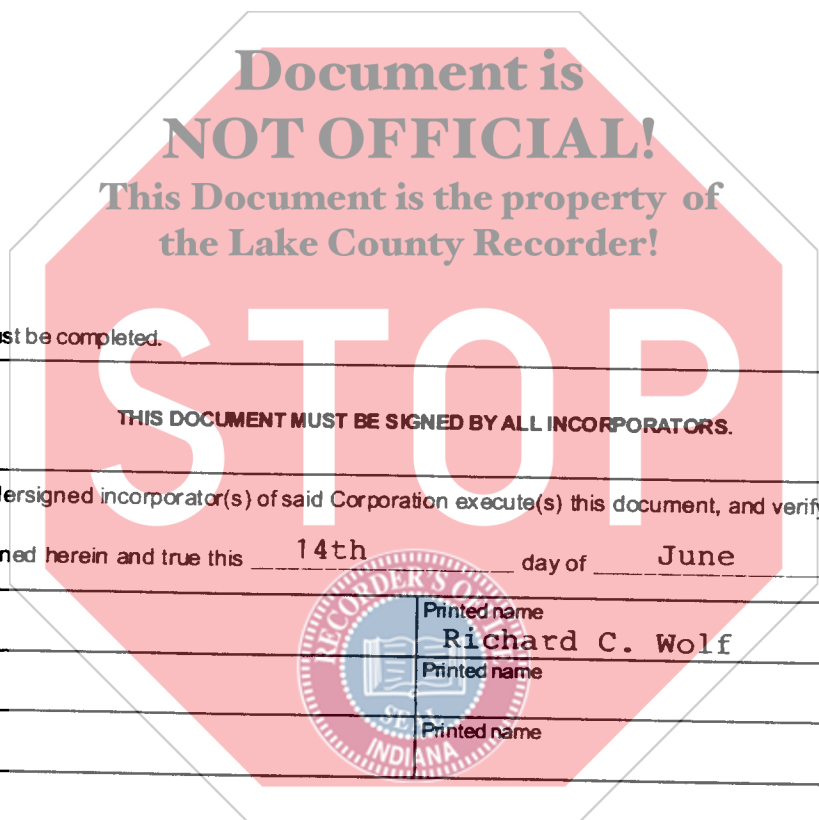 Document is
NOT OFFICIAL!
This Document is the property of
the Lake County Recorder!
STOP
st be completed.
THIS DOCUMENT MUST BE SIGNED BY ALL INCORPORATORS.
ersigned incorporator(s) of said Corporation execute(s) this document, and verify
ned herein and true this 14th day of June
RECORDER'S OFFICE
SEAL
INDIANA
Printed name
Richard C. Wolf
Printed name
Printed name